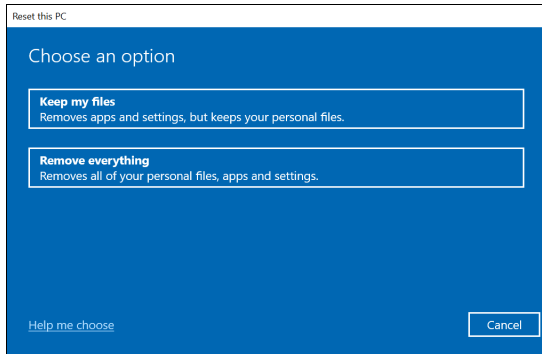 Reset this PC
Choose an option
Keep my files
Removes apps and settings, but keeps your personal files.
Remove everything
Removes all of your personal files, apps and settings.
Help me choose
Cancel